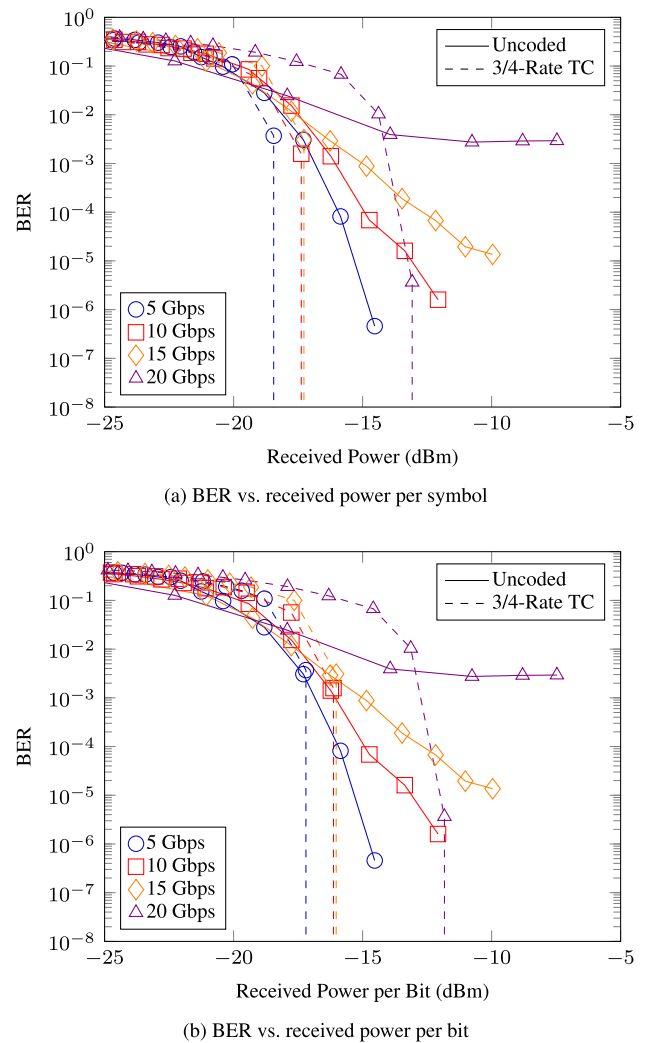 10^0
10^−1
10^−2
10^−3
10^−4
10^−5
10^−6
10^−7
10^−8
BER
Uncoded
3/4-Rate TC
5 Gbps
10 Gbps
15 Gbps
20 Gbps
−25 −20 −15 −10 −5
Received Power (dBm)
(a) BER vs. received power per symbol
10^0
10^−1
10^−2
10^−3
10^−4
10^−5
10^−6
10^−7
10^−8
BER
Uncoded
3/4-Rate TC
5 Gbps
10 Gbps
15 Gbps
20 Gbps
−25 −20 −15 −10 −5
Received Power per Bit (dBm)
(b) BER vs. received power per bit